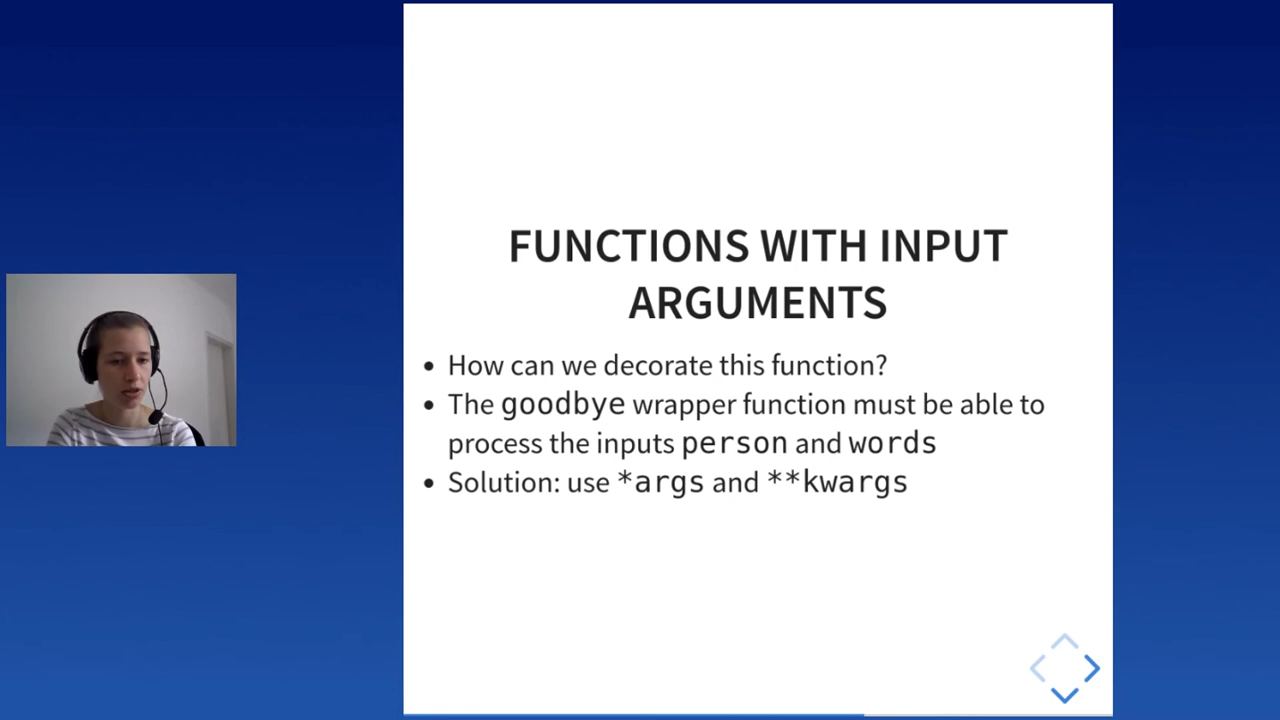 FUNCTIONS WITH INPUT
ARGUMENTS
• How can we decorate this function?
• The goodbye wrapper function must be able to
process the inputs person and words
• Solution: use *args and **kwargs